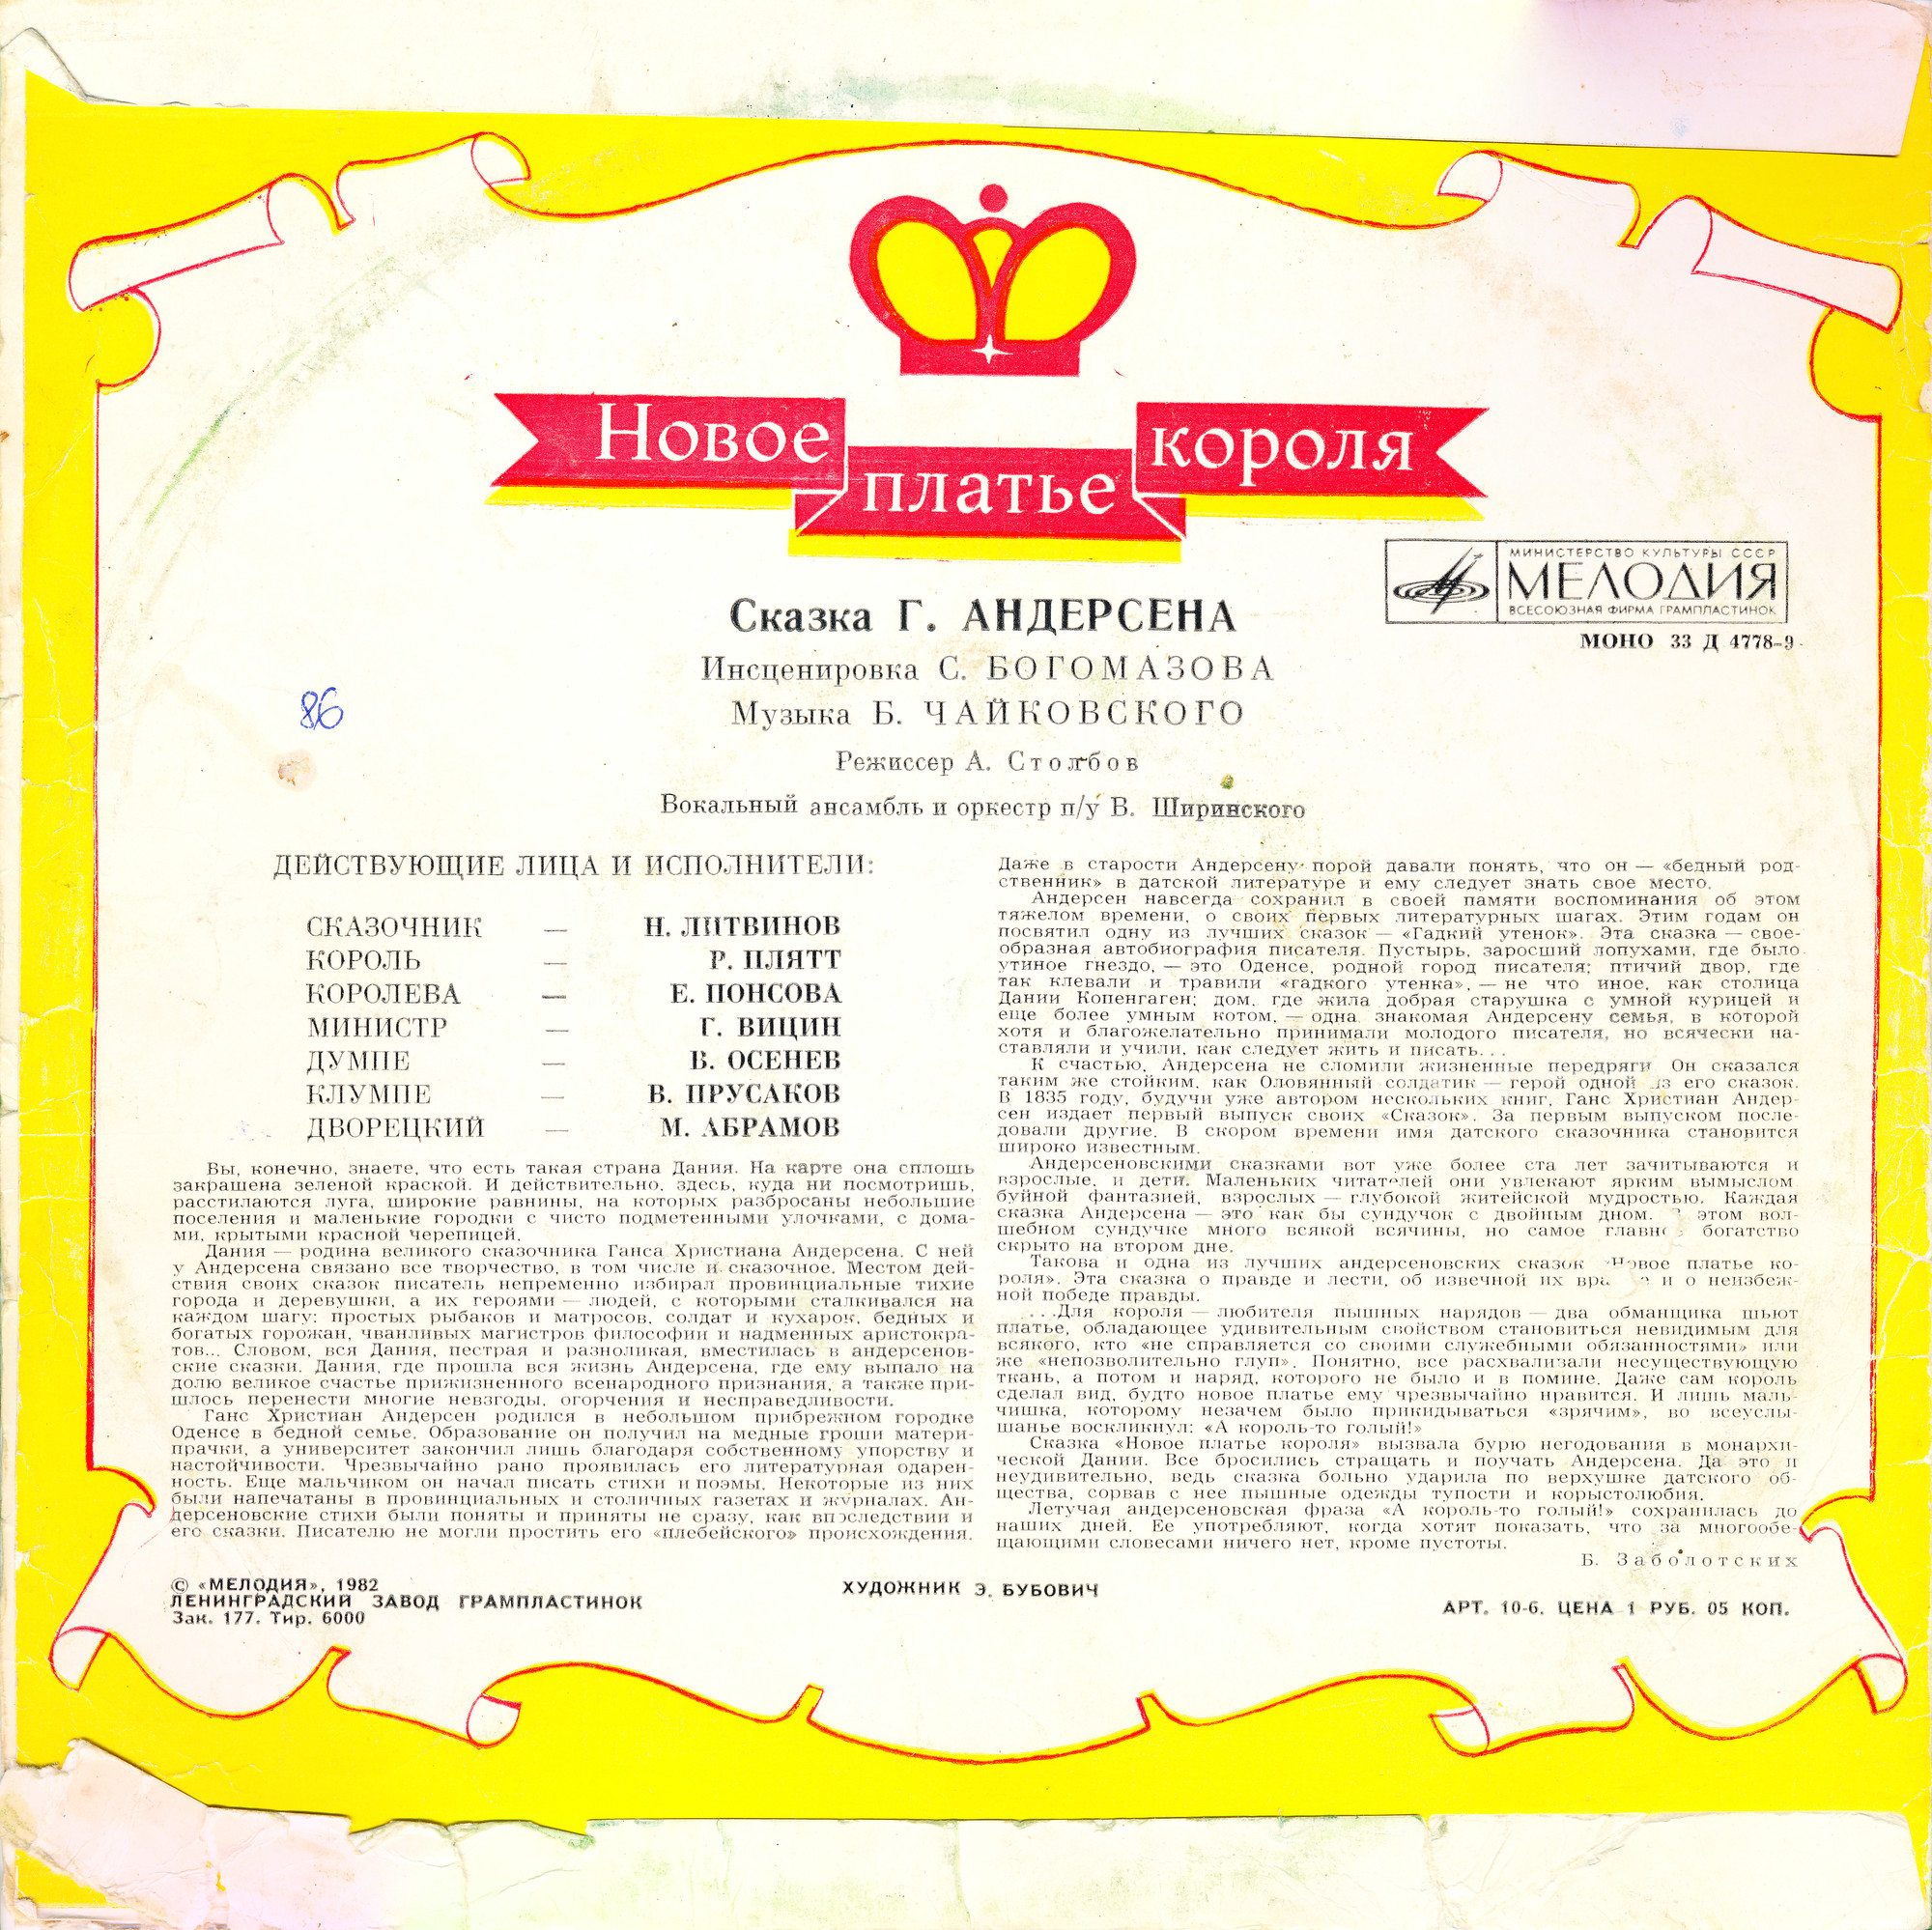 Новое платье короля
МИНИСТЕРСТВО КУЛЬТУРЫ СССР
МЕЛОДИЯ
ВСЕСОЮЗНАЯ ФИРМА ГРАМПЛАСТИНОК
МОНО 33 Д 4778-9
Сказка Г. АНДЕРСЕНА
Инсценировка С. БОГОМАЗОВА
Музыка Б. ЧАЙКОВСКОГО
Режиссер А. Столбов
Вокальный ансамбль и оркестр п/у В. Ширинского
86
ДЕЙСТВУЮЩИЕ ЛИЦА И ИСПОЛНИТЕЛИ:
СКАЗОЧНИК — Н. ЛИТВИНОВ
КОРОЛЬ — Р. ПЛЯТТ
КОРОЛЕВА — Е. ПОНСОВА
МИНИСТР — Г. ВИЦИН
ДУМПЕ — В. ОСЕНЕВ
КЛУМПЕ — В. ПРУСАКОВ
ДВОРЕЦКИЙ — М. АБРАМОВ
Вы, конечно, знаете, что есть такая страна Дания. На карте она сплошь
закрашена зеленой краской. И действительно, здесь, куда ни посмотришь,
расстилаются луга, широкие равнины, на которых разбросаны небольшие
поселения и маленькие городки с чисто подметенными улочками, с дома-
ми, крытыми красной черепицей.
Дания — родина великого сказочника Ганса Христиана Андерсена. С ней
у Андерсена связано все творчество, в том числе и сказочное. Местом дей-
ствия своих сказок писатель непременно избирал провинциальные тихие
города и деревушки, а их героями — людей, с которыми сталкивался на
каждом шагу: простых рыбаков и матросов, солдат и кухарок, бедных и
богатых горожан, чванливых магистров философии и надменных аристокра-
тов... Словом, вся Дания, пестрая и разноликая, вместилась в андерсенов-
ские сказки. Дания, где прошла вся жизнь Андерсена, где ему выпало на
долю великое счастье прижизненного всенародного признания, а также при-
шлось перенести многие невзгоды, огорчения и несправедливости.
Ганс Христиан Андерсен родился в небольшом прибрежном городке
Оденсе в бедной семье. Образование он получил на медные гроши матери-
прачки, а университет закончил лишь благодаря собственному упорству и
настойчивости. Чрезвычайно рано проявилась его литературная одарен-
ность. Еще мальчиком он начал писать стихи и поэмы. Некоторые из них
были напечатаны в провинциальных и столичных газетах и журналах. Ан-
дерсеновские стихи были поняты и приняты не сразу, как впоследствии и
его сказки. Писателю не могли простить его «плебейского» происхождения.
Даже в старости Андерсену порой давали понять, что он — «бедный род-
ственник» в датской литературе и ему следует знать свое место.
Андерсен навсегда сохранил в своей памяти воспоминания об этом
тяжелом времени, о своих первых литературных шагах. Этим годам он
посвятил одну из лучших сказок — «Гадкий утенок». Эта сказка — свое-
образная автобиография писателя. Пустырь, заросший лопухами, где было
утиное гнездо, — это Оденсе, родной город писателя; птичий двор, где
так клевали и травили «гадкого утенка», — не что иное, как столица
Дании Копенгаген; дом, где жила добрая старушка с умной курицей и
еще более умным котом, — одна знакомая Андерсену семья, в которой
хотя и благожелательно принимали молодого писателя, но всячески на-
ставляли и учили, как следует жить и писать...
К счастью, Андерсена не сломили жизненные передряги Он сказался
таким же стойким, как Оловянный солдатик — герой одной из его сказок.
В 1835 году, будучи уже автором нескольких книг, Ганс Христиан Андер-
сен издает первый выпуск своих «Сказок». За первым выпуском после-
довали другие. В скором времени имя датского сказочника становится
широко известным.
Андерсеновскими сказками вот уже более ста лет зачитываются и
взрослые, и дети. Маленьких читателей они увлекают ярким вымыслом
буйной фантазией, взрослых — глубокой житейской мудростью. Каждая
сказка Андерсена — это как бы сундучок с двойным дном. этом вол-
шебном сундучке много всякой всячины, но самое главное богатство
скрыто на втором дне.
Такова и одна из лучших андерсеновских сказок «Новое платье ко-
роля». Эта сказка о правде и лести, об извечной их и о неизбеж-
ной победе правды.
...Для короля — любителя пышных нарядов — два обманщика шьют
платье, обладающее удивительным свойством становиться невидимым для
всякого, кто «не справляется со своими служебными обязанностями» или
же «непозволительно глуп». Понятно, все расхваливали несуществующую
ткань, а потом и наряд, которого не было и в помине. Даже сам король
сделал вид, будто новое платье ему чрезвычайно нравится. И лишь маль-
чишка, которому незачем было прикидываться «зрячим», во всеуслы-
шанье воскликнул: «А король-то голый!»
Сказка «Новое платье короля» вызвала бурю негодования в монархи-
ческой Дании. Все бросились стращать и поучать Андерсена. Да это и
неудивительно, ведь сказка больно ударила по верхушке датского об-
щества, сорвав с нее пышные одежды тупости и корыстолюбия.
Летучая андерсеновская фраза «А король-то голый!» сохранилась до
наших дней. Ее употребляют, когда хотят показать, что за многообе-
щающими словесами ничего нет, кроме пустоты.
Б. Заболотских
© «МЕЛОДИЯ», 1982
ЛЕНИНГРАДСКИЙ ЗАВОД ГРАМПЛАСТИНОК
Зак. 177. Тир. 6000
ХУДОЖНИК Э. БУБОВИЧ
АРТ. 10-6. ЦЕНА 1 РУБ. 05 КОП.